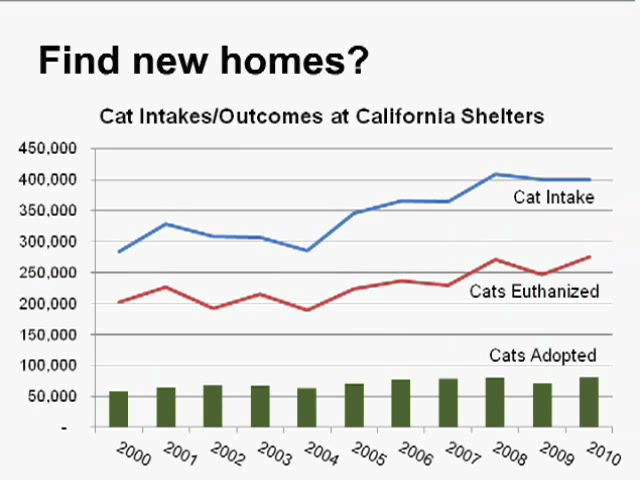 Find new homes?
Cat Intakes/Outcomes at California Shelters
450,000
400,000
350,000
300,000
250,000
200,000
150,000
100,000
50,000
-
Cat Intake
Cats Euthanized
Cats Adopted
2000 2001 2002 2003 2004 2005 2006 2007 2008 2009 2010